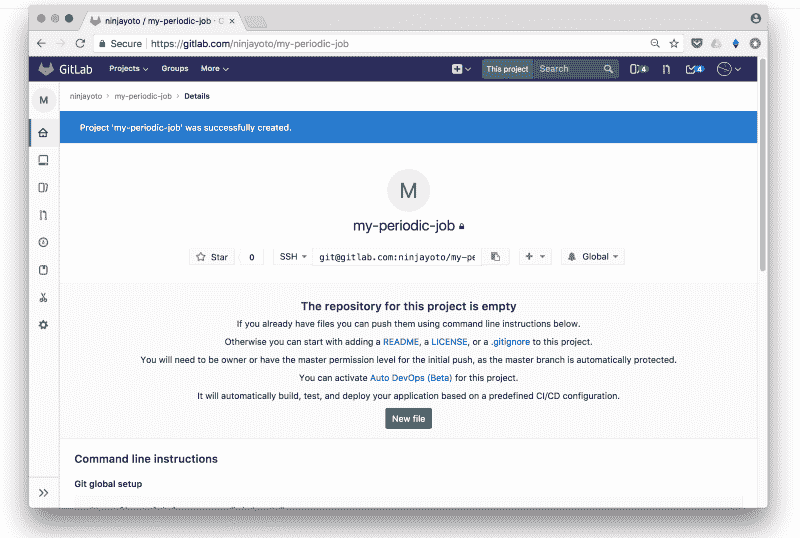 ninjayoto / my-periodic-job · G
Secure https://gitlab.com/ninjayoto/my-periodic-job
GitLab Projects Groups More This project Search 4 4
M ninjayoto › my-periodic-job › Details
Project 'my-periodic-job' was successfully created.
M
my-periodic-job
Star 0 SSH git@gitlab.com:ninjayoto/my-pe Global
The repository for this project is empty
If you already have files you can push them using command line instructions below.
Otherwise you can start with adding a README, a LICENSE, or a .gitignore to this project.
You will need to be owner or have the master permission level for the initial push, as the master branch is automatically protected.
You can activate Auto DevOps (Beta) for this project.
It will automatically build, test, and deploy your application based on a predefined CI/CD configuration.
New file
Command line instructions
Git global setup